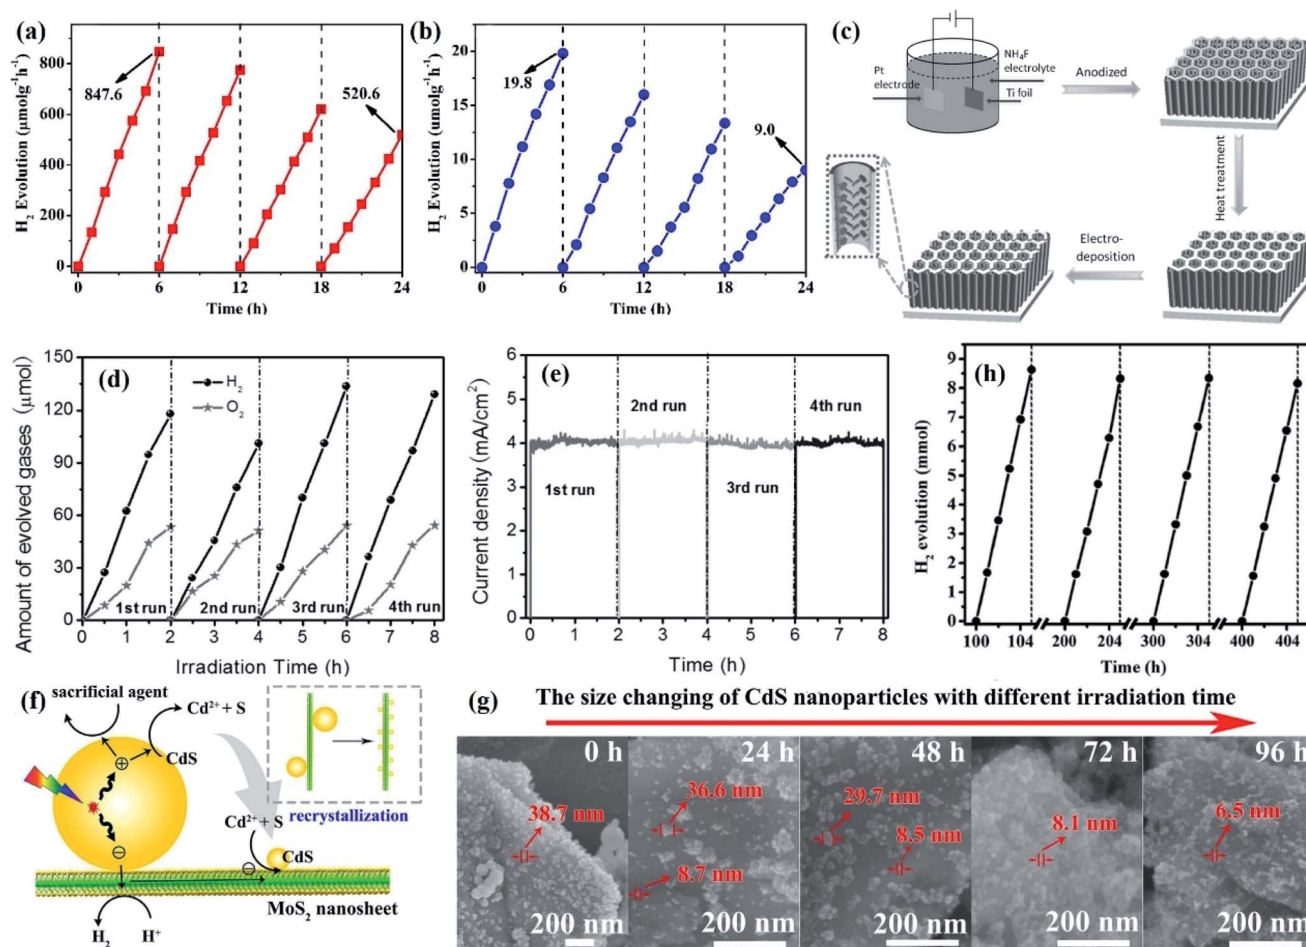 (a)
H₂ Evolution (μmolg⁻¹h⁻¹)
800
600
400
200
0
847.6
520.6
0
6
12
18
24
Time (h)
(b)
H₂ Evolution (umolg⁻¹h⁻¹)
20
15
10
5
0
19.8
9.0
0
6
12
18
24
Time (h)
(c)
Pt
electrode
NH₄F
electrolyte
Ti foil
Anodized
Heat treatment
Electro-
deposition
(d)
Amount of evolved gases (μmol)
150
120
90
60
30
0
H₂
O₂
1st run
2nd run
3rd run
4th run
0
1
2
3
4
5
6
7
8
Irradiation Time (h)
(e)
Current density (mA/cm²)
6
5
4
3
2
1
0
1st run
2nd run
3rd run
4th run
0
1
2
3
4
5
6
7
8
Time (h)
(h)
H₂ evolution (mmol)
9
8
7
6
5
4
3
2
1
0
100
104
200
204
300
304
400
404
Time (h)
(f)
sacrificial agent
Cd²⁺ + S
CdS
recrystallization
Cd²⁺ + S
CdS
MoS₂ nanosheet
H₂
H⁺
(g)
The size changing of CdS nanoparticles with different irradiation time
0 h
38.7 nm
200 nm
24 h
36.6 nm
8.7 nm
200 nm
48 h
29.7 nm
8.5 nm
200 nm
72 h
8.1 nm
200 nm
96 h
6.5 nm
200 nm